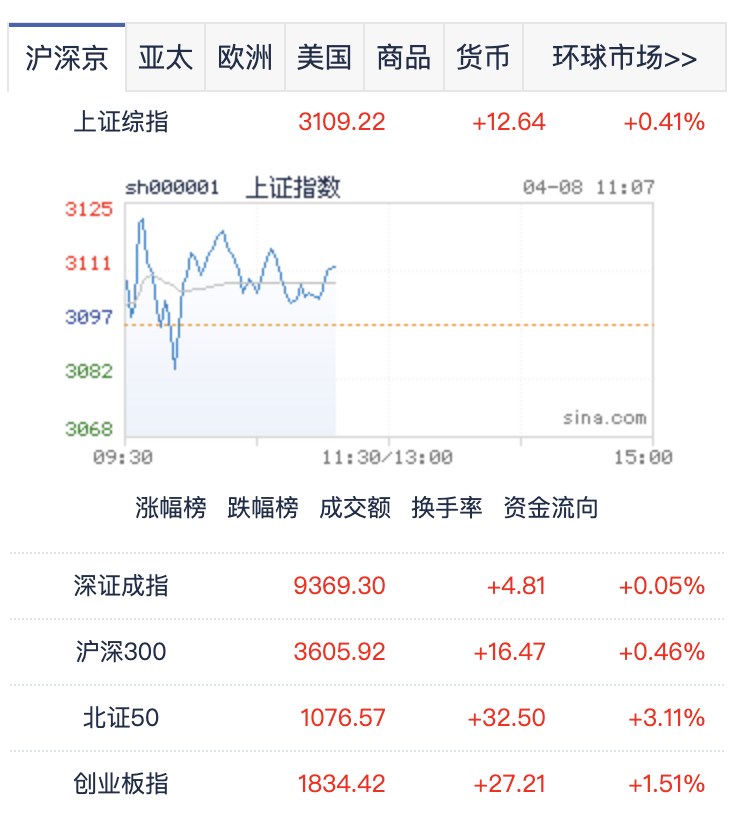 沪深京 亚太 欧洲 美国 商品 货币 环球市场>>
上证综指 3109.22 +12.64 +0.41%
sh000001 上证指数 04-08 11:07
3125
3111
3097
3082
3068
sina.com
09:30 11:30/13:00 15:00
涨幅榜 跌幅榜 成交额 换手率 资金流向
深证成指 9369.30 +4.81 +0.05%
沪深300 3605.92 +16.47 +0.46%
北证50 1076.57 +32.50 +3.11%
创业板指 1834.42 +27.21 +1.51%